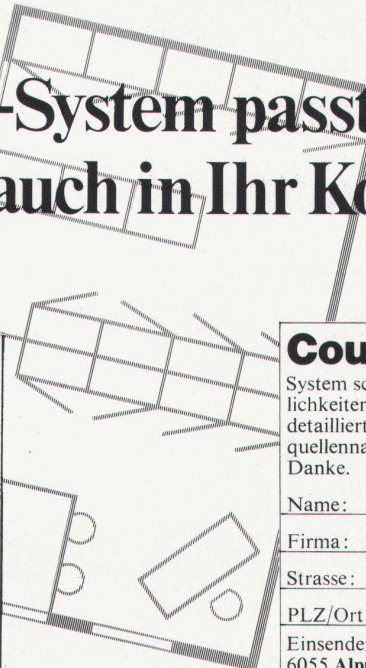 -System passt
auch in Ihr Ko
Cou
System sc
lichkeiten
detailliert
quellenna
Danke.
Name:
Firma:
Strasse:
PLZ/Ort
Einsende
6055 Alp